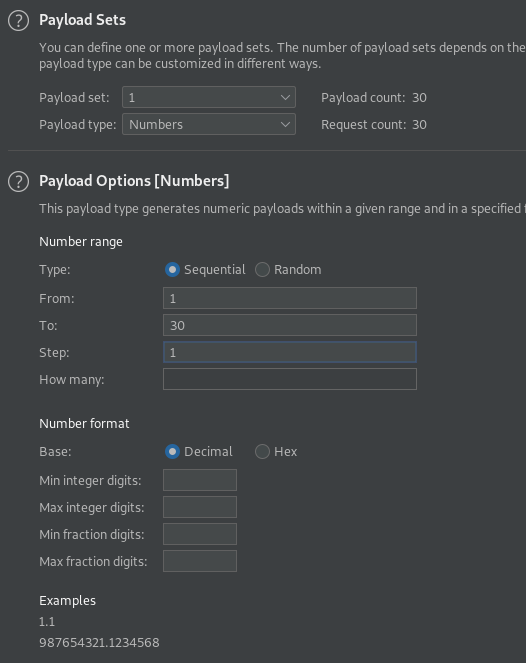 ? Payload Sets
You can define one or more payload sets. The number of payload sets depends on the
payload type can be customized in different ways.
Payload set: 1 Payload count: 30
Payload type: Numbers Request count: 30
? Payload Options [Numbers]
This payload type generates numeric payloads within a given range and in a specified f
Number range
Type: Sequential Random
From: 1
To: 30
Step: 1
How many:
Number format
Base: Decimal Hex
Min integer digits:
Max integer digits:
Min fraction digits:
Max fraction digits:
Examples
1.1
987654321.1234568